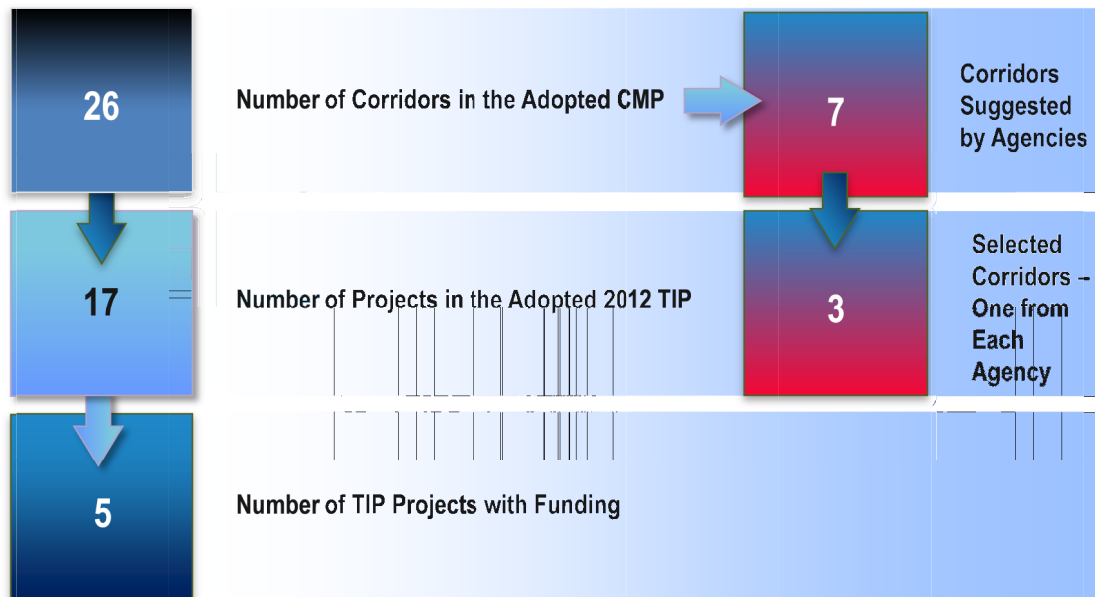 26
Number of Corridors in the Adopted CMP
7
Corridors
Suggested
by Agencies
17
Number of Projects in the Adopted 2012 TIP
3
Selected
Corridors –
One from
Each
Agency
5
Number of TIP Projects with Funding